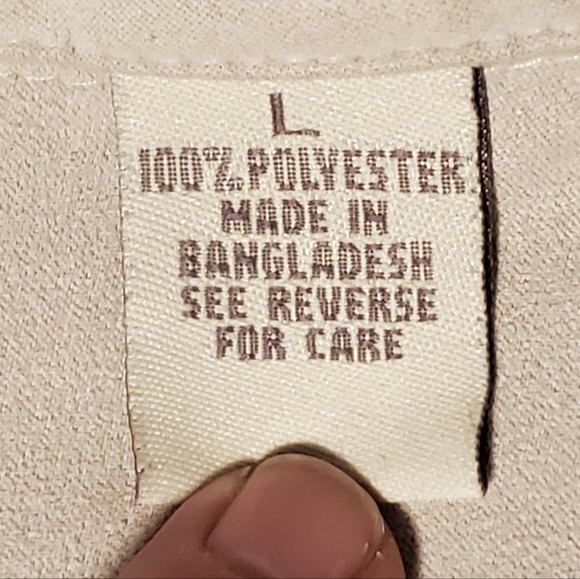 L
100% POLYESTER
MADE IN
BANGLADESH
SEE REVERSE
FOR CARE